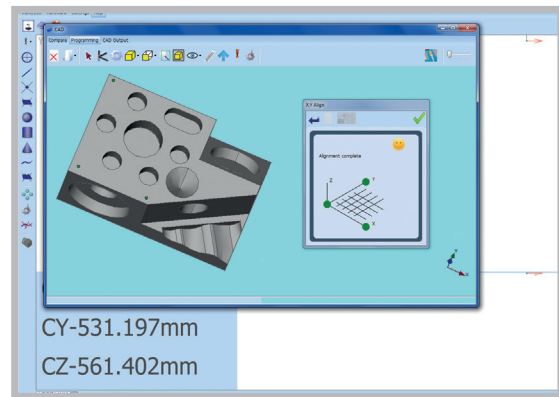 CAD
Compare Programming CAD Output
X,Y Align
Alignment complete
Z
Y
X
Y
X
CY-531.197mm
CZ-561.402mm